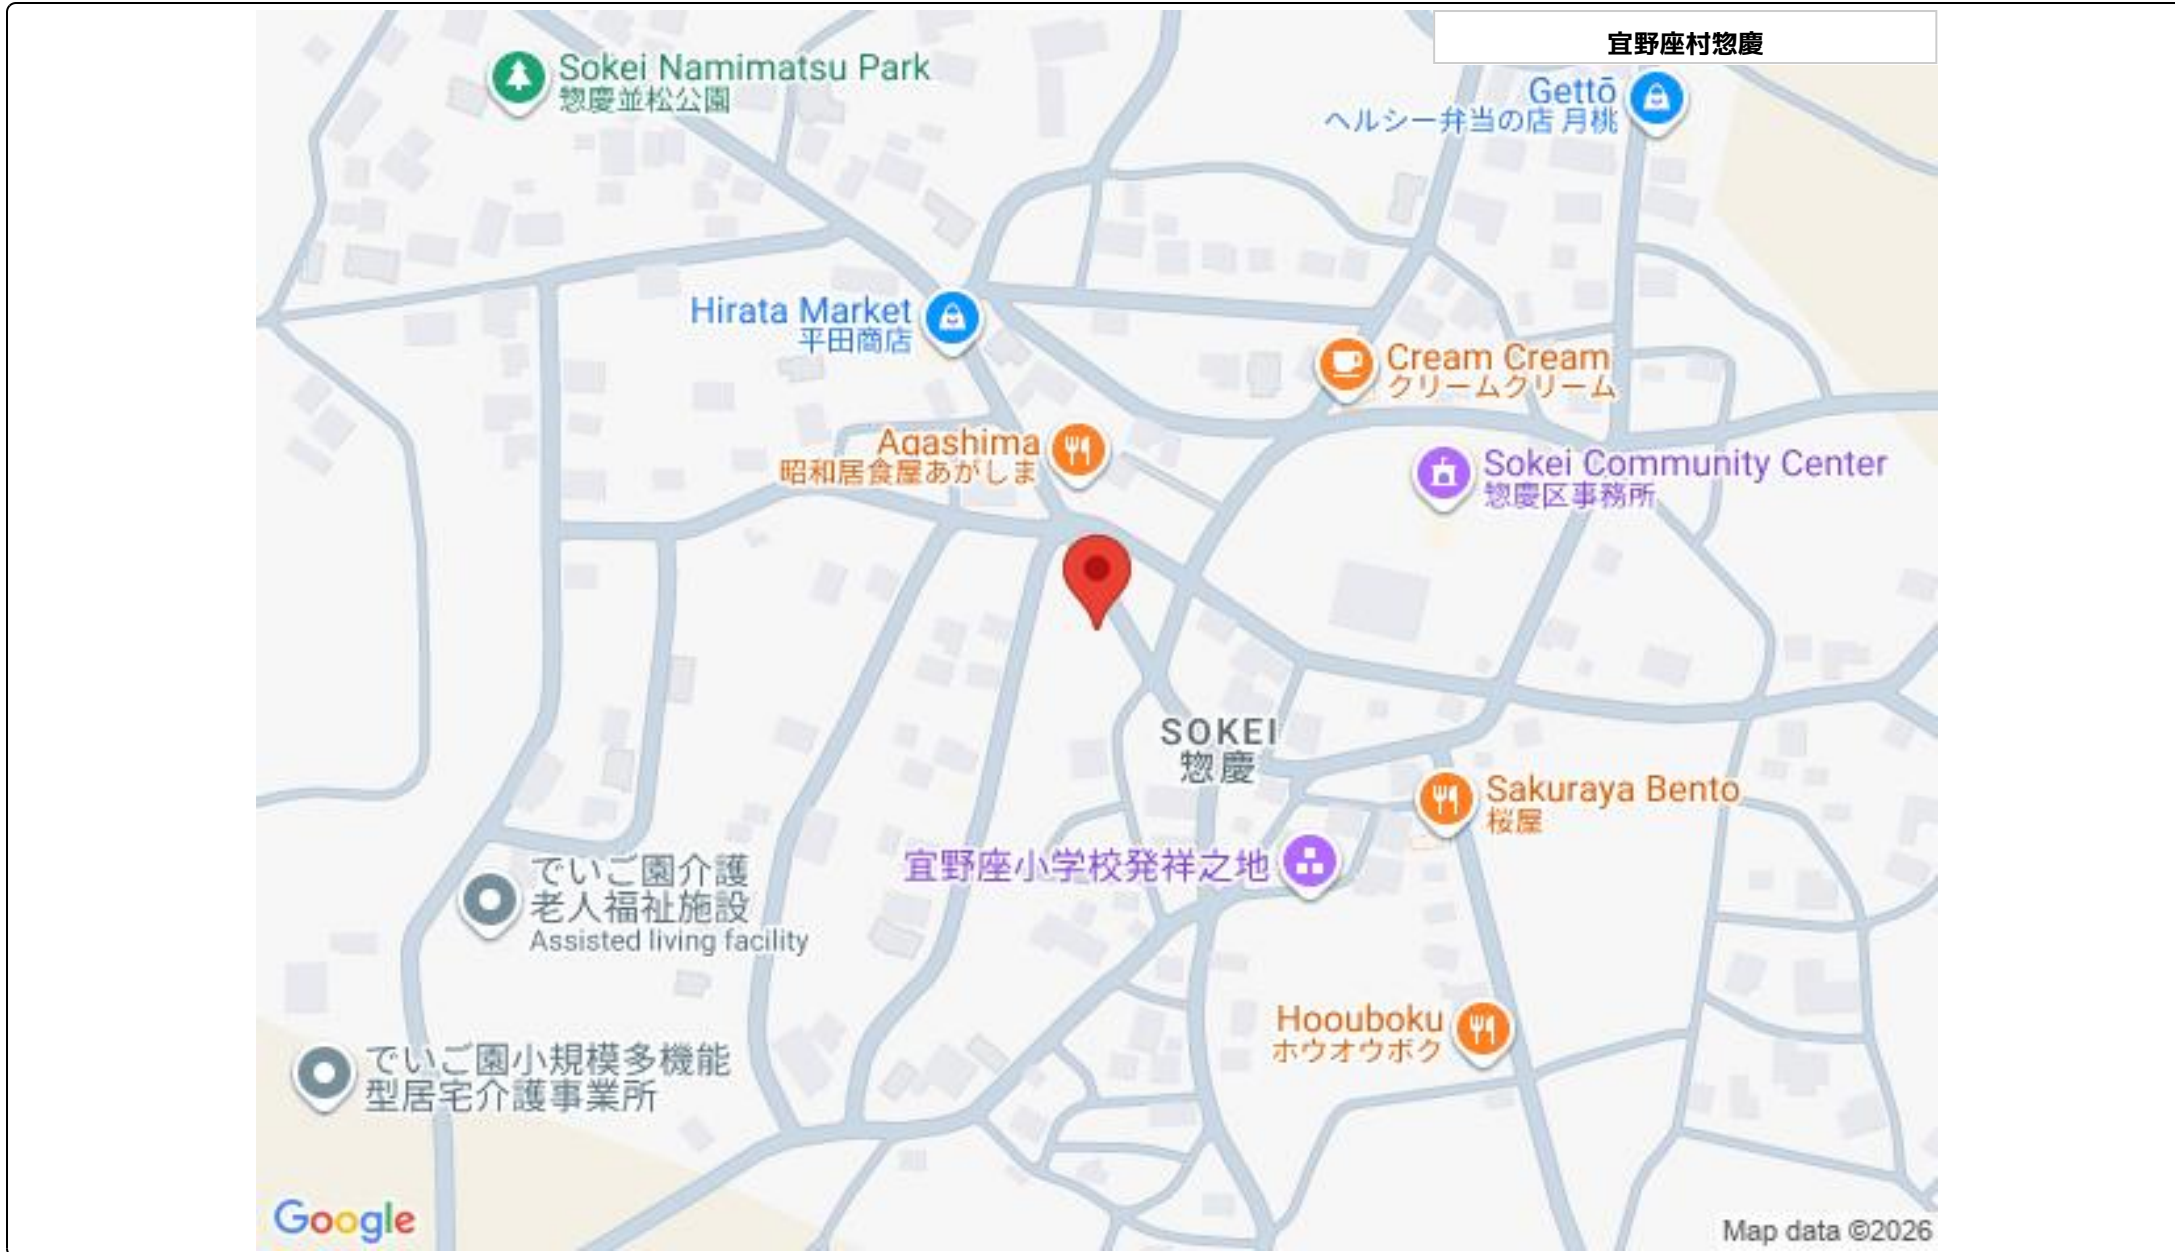 宜野座村惣慶
Sokei Namimatsu Park
惣慶並松公園
Gettō
ヘルシー弁当の店 月桃
Hirata Market
平田商店
Cream Cream
クリームクリーム
Agashima
昭和居食屋あがしま
Sokei Community Center
惣慶区事務所
SOKEI
惣慶
Sakuraya Bento
桜屋
宜野座小学校発祥之地
でいご園介護
老人福祉施設
Assisted living facility
Hooouboku
ホウオウボク
でいご園小規模多機能
型居宅介護事業所
Google
Map data ©2026